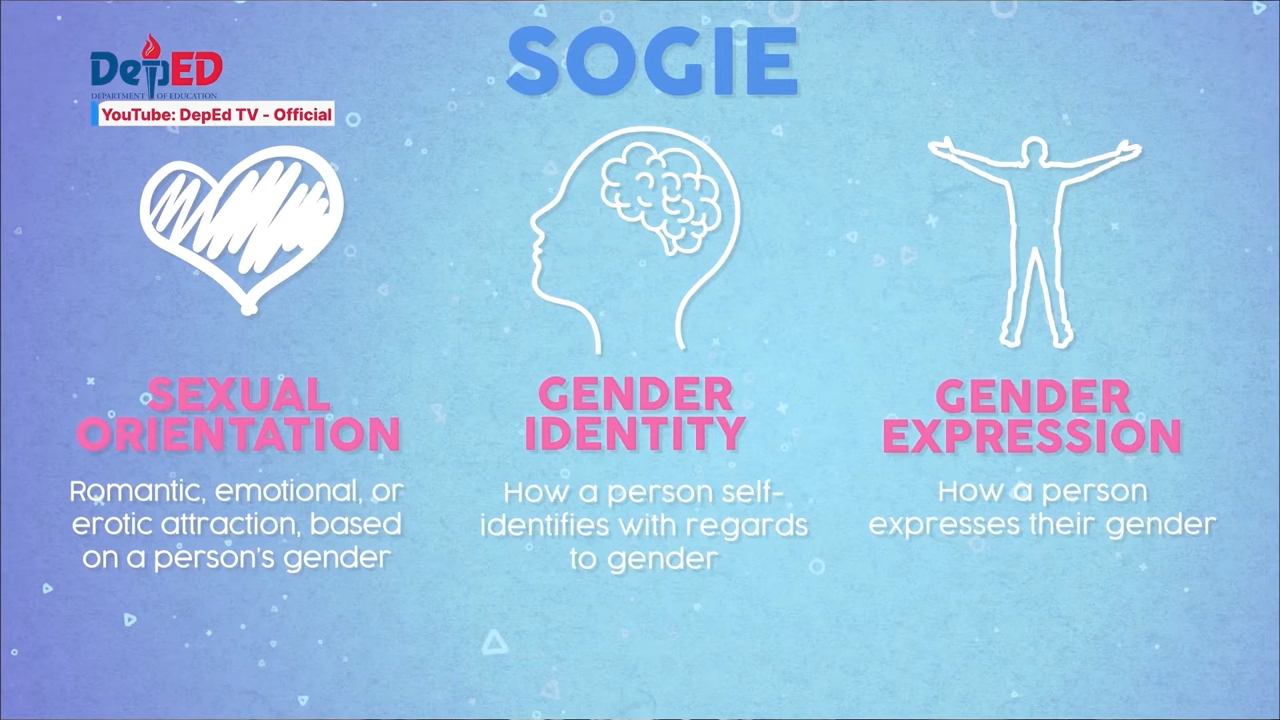 SOGIE
DepED
DEPARTMENT OF EDUCATION
YouTube: DepEd TV - Official
SEXUAL
ORIENTATION
Romantic, emotional, or
erotic attraction, based
on a person's gender
GENDER
IDENTITY
How a person self-
identifies with regards
to gender
GENDER
EXPRESSION
How a person
expresses their gender